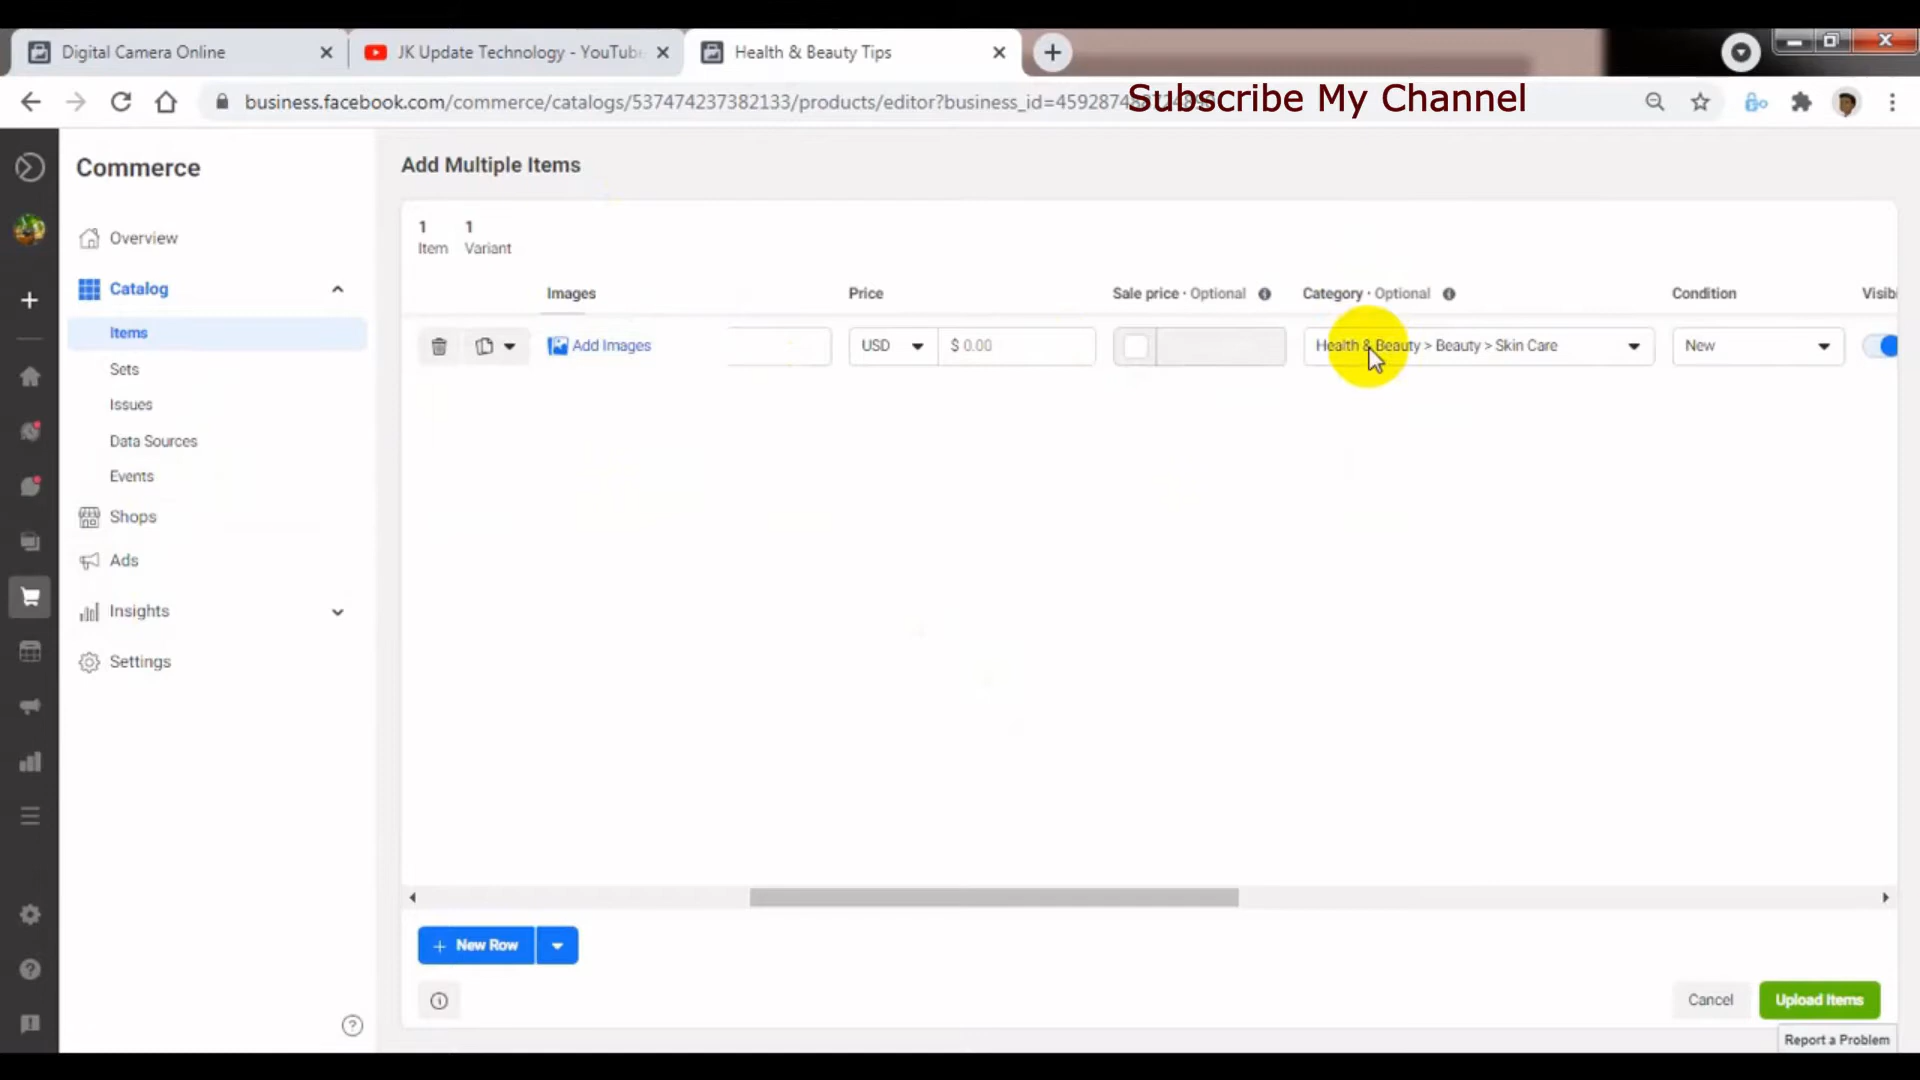 Digital Camera Online
JK Update Technology - YouTub
Health & Beauty Tips
business.facebook.com/commerce/catalogs/537474237382133/products/editor?business_id=459287
Subscribe My Channel
Commerce
Overview
Catalog
Items
Sets
Issues
Data Sources
Events
Shops
Ads
Insights
Settings
Add Multiple Items
1 1
Item Variant
Images Price Sale price · Optional Category · Optional Condition Visib
Add Images USD $ 0.00 Health & Beauty > Beauty > Skin Care New
+ New Row
Cancel Upload Items
Report a Problem